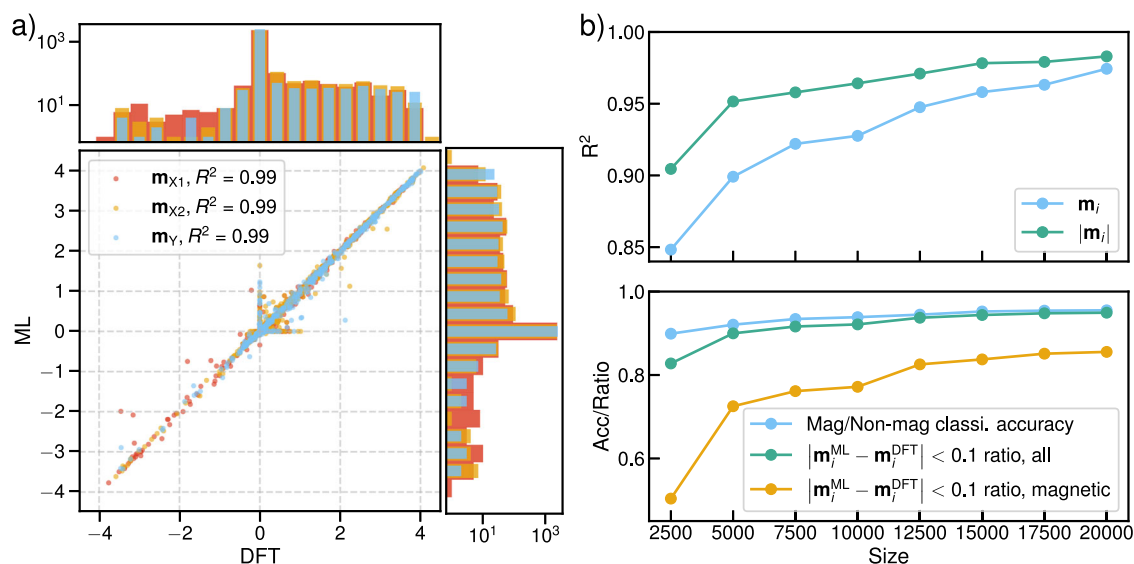 a)
10³
10¹
m_X1, R² = 0.99
m_X2, R² = 0.99
m_Y, R² = 0.99
4
3
2
1
0
−1
−2
−3
−4
ML
−4 −2 0 2 4
DFT
10¹ 10³
b)
1.00
0.95
0.90
0.85
R²
m_i
|m_i|
1.0
0.8
0.6
Acc/Ratio
Mag/Non-mag classi. accuracy
|m_i^ML − m_i^DFT| < 0.1 ratio, all
|m_i^ML − m_i^DFT| < 0.1 ratio, magnetic
2500 5000 7500 10000 12500 15000 17500 20000
Size